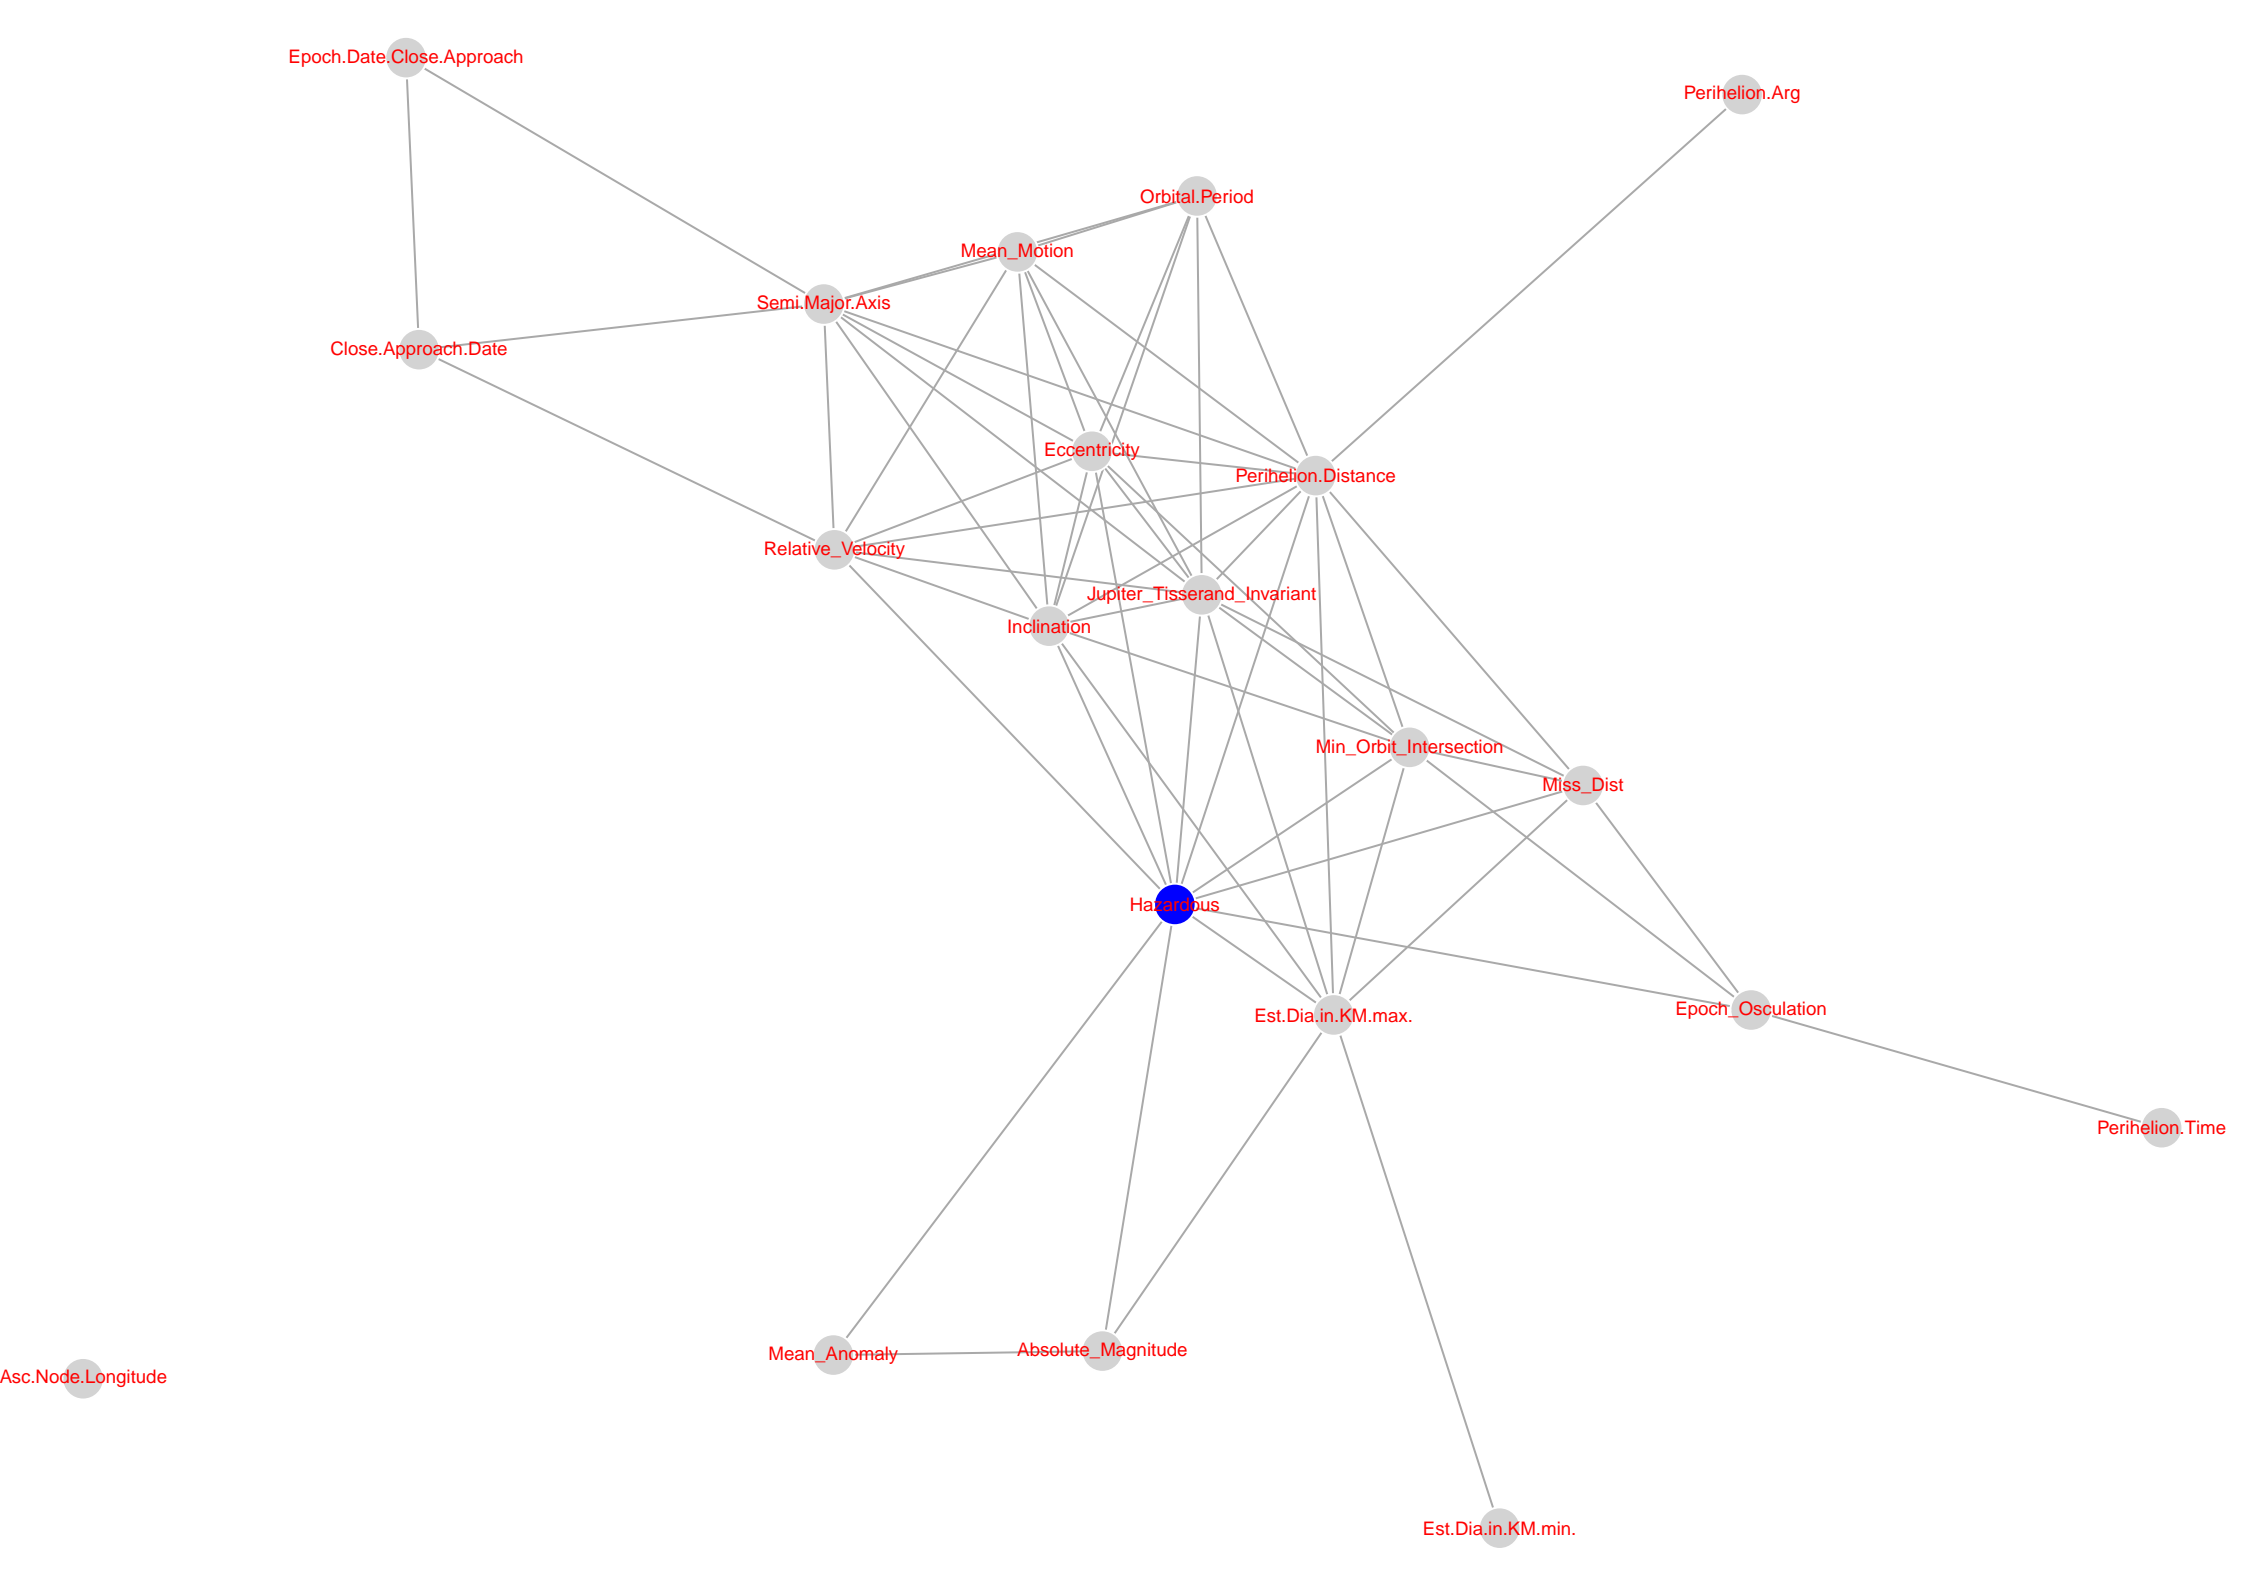 Epoch.Date.Close.Approach
Perihelion.Arg
Orbital.Period
Mean_Motion
Semi.Major.Axis
Close.Approach.Date
Eccentricity
Perihelion.Distance
Relative_Velocity
Jupiter_Tisserand_Invariant
Inclination
Min_Orbit_Intersection
Miss_Dist
Hazardous
Est.Dia.in.KM.max.
Epoch_Osculation
Perihelion.Time
Mean_Anomaly
Absolute_Magnitude
Asc.Node.Longitude
Est.Dia.in.KM.min.